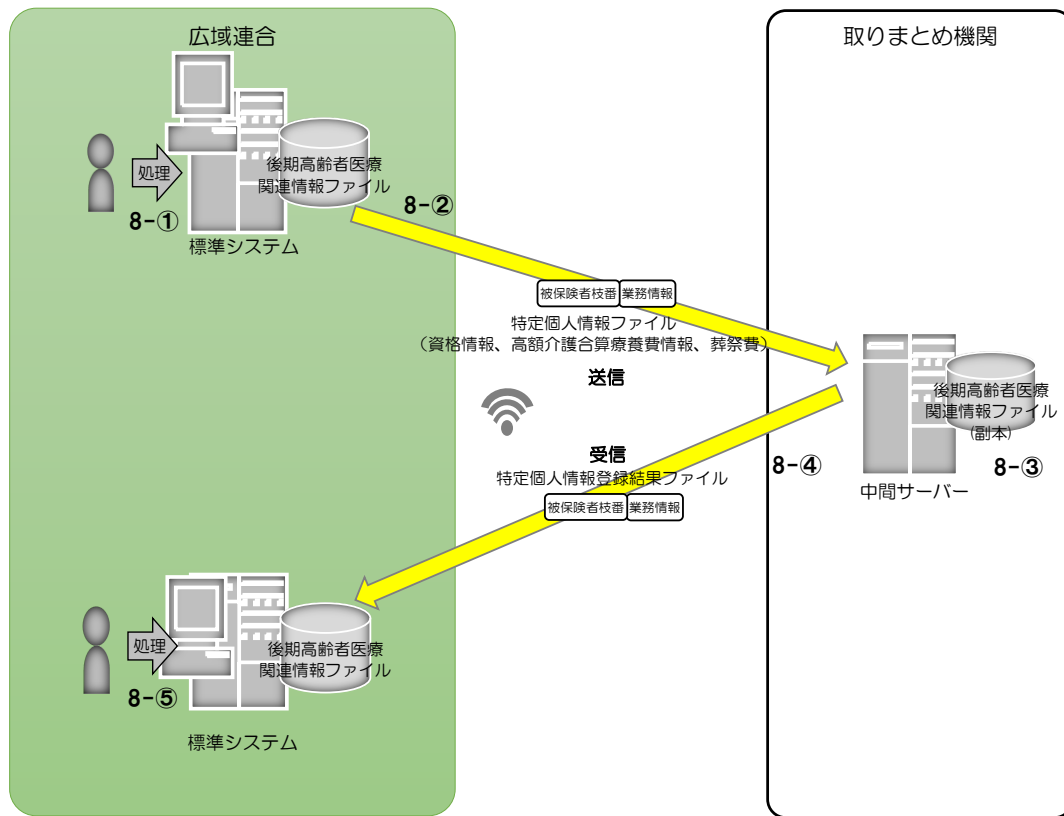 広域連合
取りまとめ機関
処理
後期高齢者医療
関連情報ファイル
8-①
標準システム
8-②
被保険者枝番 業務情報
特定個人情報ファイル
（資格情報、高額介護合算療養費情報、葬祭費）
送信
後期高齢者医療
関連情報ファイル
(副本)
8-③
中間サーバー
受信
8-④
特定個人情報登録結果ファイル
被保険者枝番 業務情報
処理
後期高齢者医療
関連情報ファイル
8-⑤
標準システム